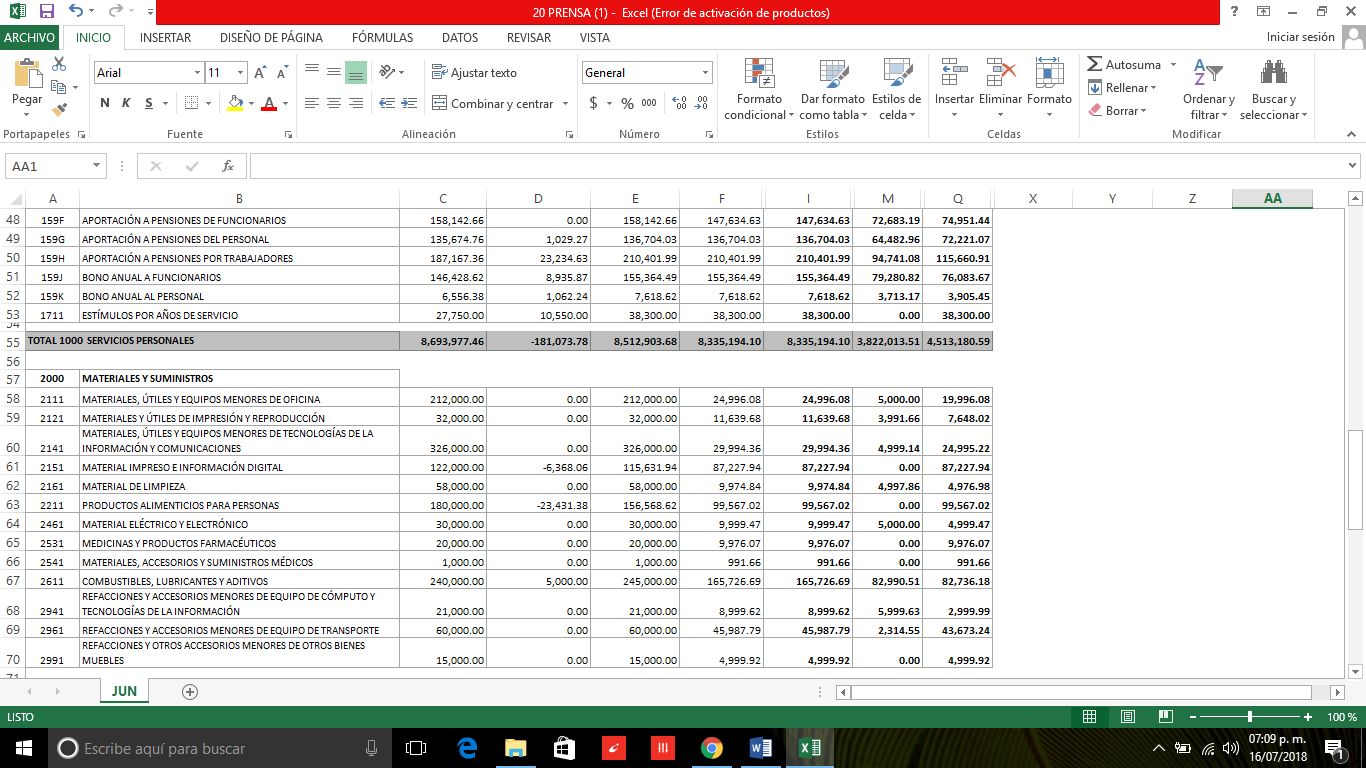 20 PRENSA (1) - Excel (Error de activación de productos)
ARCHIVO INICIO INSERTAR DISEÑO DE PÁGINA FÓRMULAS DATOS REVISAR VISTA Iniciar sesión
Pegar
Portapapeles
Arial 11
N K S
Fuente
Ajustar texto
Combinar y centrar
Alineación
General
$ % 000
Número
Formato condicional
Dar formato como tabla
Estilos de celda
Estilos
Insertar Eliminar Formato
Celdas
Autosuma
Rellenar
Borrar
Ordenar y filtrar
Buscar y seleccionar
Modificar
AA1
A B C D E F I M Q X Y Z AA
48 159F APORTACIÓN A PENSIONES DE FUNCIONARIOS 158,142.66 0.00 158,142.66 147,634.63 147,634.63 72,683.19 74,951.44
49 159G APORTACIÓN A PENSIONES DEL PERSONAL 135,674.76 1,029.27 136,704.03 136,704.03 136,704.03 64,482.96 72,221.07
50 159H APORTACIÓN A PENSIONES POR TRABAJADORES 187,167.36 23,234.63 210,401.99 210,401.99 210,401.99 94,741.08 115,660.91
51 159J BONO ANUAL A FUNCIONARIOS 146,428.62 8,935.87 155,364.49 155,364.49 155,364.49 79,280.82 76,083.67
52 159K BONO ANUAL AL PERSONAL 6,556.38 1,062.24 7,618.62 7,618.62 7,618.62 3,713.17 3,905.45
53 1711 ESTÍMULOS POR AÑOS DE SERVICIO 27,750.00 10,550.00 38,300.00 38,300.00 38,300.00 0.00 38,300.00
54
55 TOTAL 1000 SERVICIOS PERSONALES 8,693,977.46 -181,073.78 8,512,903.68 8,335,194.10 8,335,194.10 3,822,013.51 4,513,180.59
56
57 2000 MATERIALES Y SUMINISTROS
58 2111 MATERIALES, ÚTILES Y EQUIPOS MENORES DE OFICINA 212,000.00 0.00 212,000.00 24,996.08 24,996.08 5,000.00 19,996.08
59 2121 MATERIALES Y ÚTILES DE IMPRESIÓN Y REPRODUCCIÓN 32,000.00 0.00 32,000.00 11,639.68 11,639.68 3,991.66 7,648.02
MATERIALES, ÚTILES Y EQUIPOS MENORES DE TECNOLOGÍAS DE LA
60 2141 INFORMACIÓN Y COMUNICACIONES 326,000.00 0.00 326,000.00 29,994.36 29,994.36 4,999.14 24,995.22
61 2151 MATERIAL IMPRESO E INFORMACIÓN DIGITAL 122,000.00 -6,368.06 115,631.94 87,227.94 87,227.94 0.00 87,227.94
62 2161 MATERIAL DE LIMPIEZA 58,000.00 0.00 58,000.00 9,974.84 9,974.84 4,997.86 4,976.98
63 2211 PRODUCTOS ALIMENTICIOS PARA PERSONAS 180,000.00 -23,431.38 156,568.62 99,567.02 99,567.02 0.00 99,567.02
64 2461 MATERIAL ELÉCTRICO Y ELECTRÓNICO 30,000.00 0.00 30,000.00 9,999.47 9,999.47 5,000.00 4,999.47
65 2531 MEDICINAS Y PRODUCTOS FARMACÉUTICOS 20,000.00 0.00 20,000.00 9,976.07 9,976.07 0.00 9,976.07
66 2541 MATERIALES, ACCESORIOS Y SUMINISTROS MÉDICOS 1,000.00 0.00 1,000.00 991.66 991.66 0.00 991.66
67 2611 COMBUSTIBLES, LUBRICANTES Y ADITIVOS 240,000.00 5,000.00 245,000.00 165,726.69 165,726.69 82,990.51 82,736.18
REFACCIONES Y ACCESORIOS MENORES DE EQUIPO DE CÓMPUTO Y
68 2941 TECNOLOGÍAS DE LA INFORMACIÓN 21,000.00 0.00 21,000.00 8,999.62 8,999.62 5,999.63 2,999.99
69 2961 REFACCIONES Y ACCESORIOS MENORES DE EQUIPO DE TRANSPORTE 60,000.00 0.00 60,000.00 45,987.79 45,987.79 2,314.55 43,673.24
REFACCIONES Y OTROS ACCESORIOS MENORES DE OTROS BIENES
70 2991 MUEBLES 15,000.00 0.00 15,000.00 4,999.92 4,999.92 0.00 4,999.92
71
JUN
LISTO 100 %
Escribe aquí para buscar
07:09 p. m.
16/07/2018